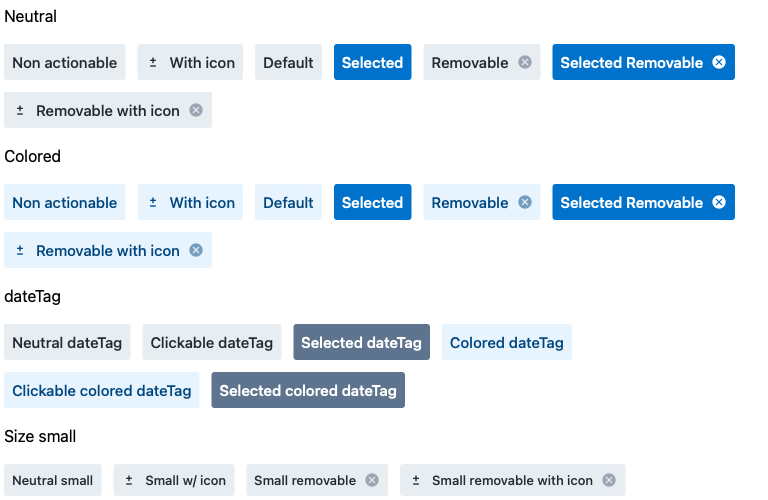 Neutral
Non actionable ± With icon Default Selected Removable Selected Removable
± Removable with icon
Colored
Non actionable ± With icon Default Selected Removable Selected Removable
± Removable with icon
dateTag
Neutral dateTag Clickable dateTag Selected dateTag Colored dateTag
Clickable colored dateTag Selected colored dateTag
Size small
Neutral small ± Small w/ icon Small removable ± Small removable with icon